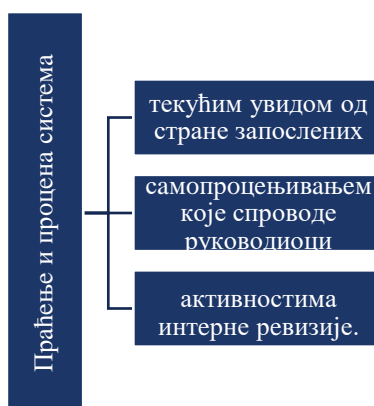 Праћење и процена система
текућим увидом од
стране запослених
самопроцењивањем
које спроводе
руководиоци
активностима
интерне ревизије.